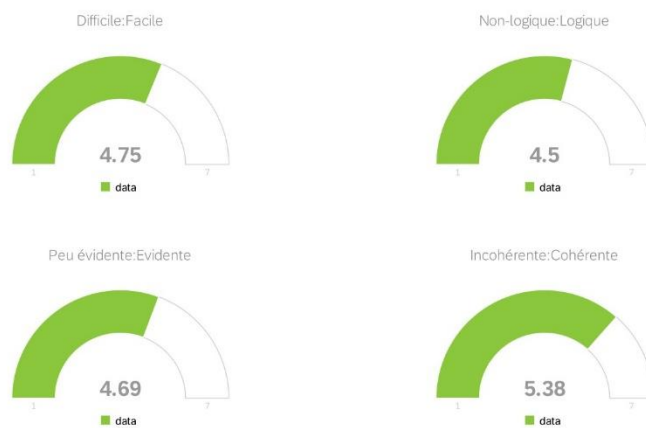 Difficile:Facile
Non-logique:Logique
4.75
4.5
1
7
1
7
data
data
Peu évidente:Evidente
Incohérente:Cohérente
4.69
5.38
1
7
1
7
data
data